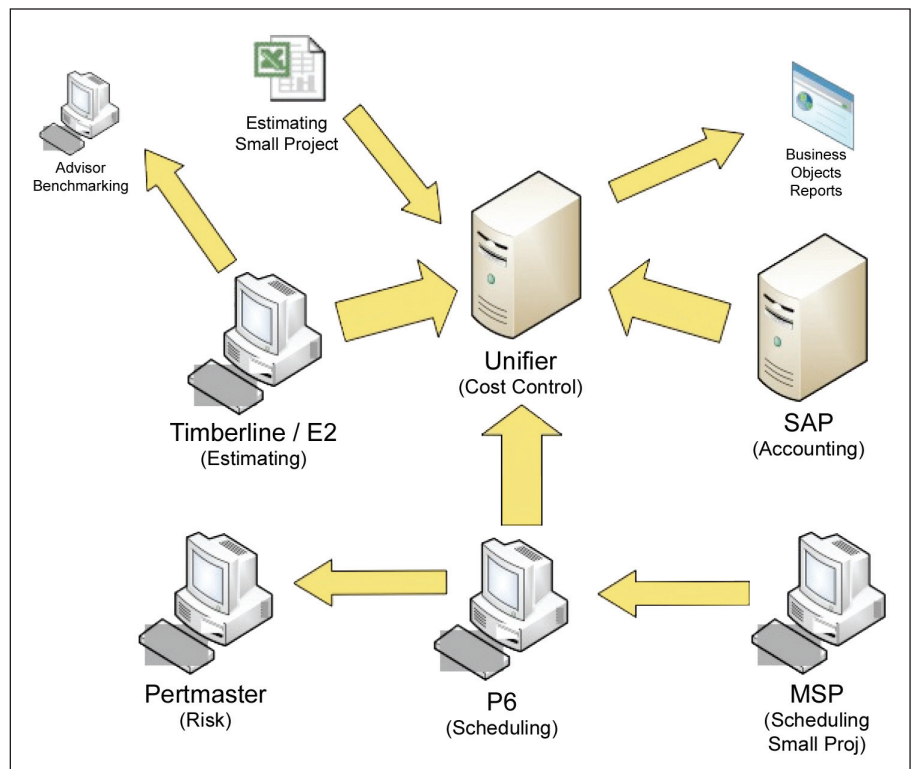 Estimating
Small Project
Advisor
Benchmarking
Business
Objects
Reports
Unifier
(Cost Control)
Timberline / E2
(Estimating)
SAP
(Accounting)
Pertmaster
(Risk)
P6
(Scheduling)
MSP
(Scheduling
Small Proj)